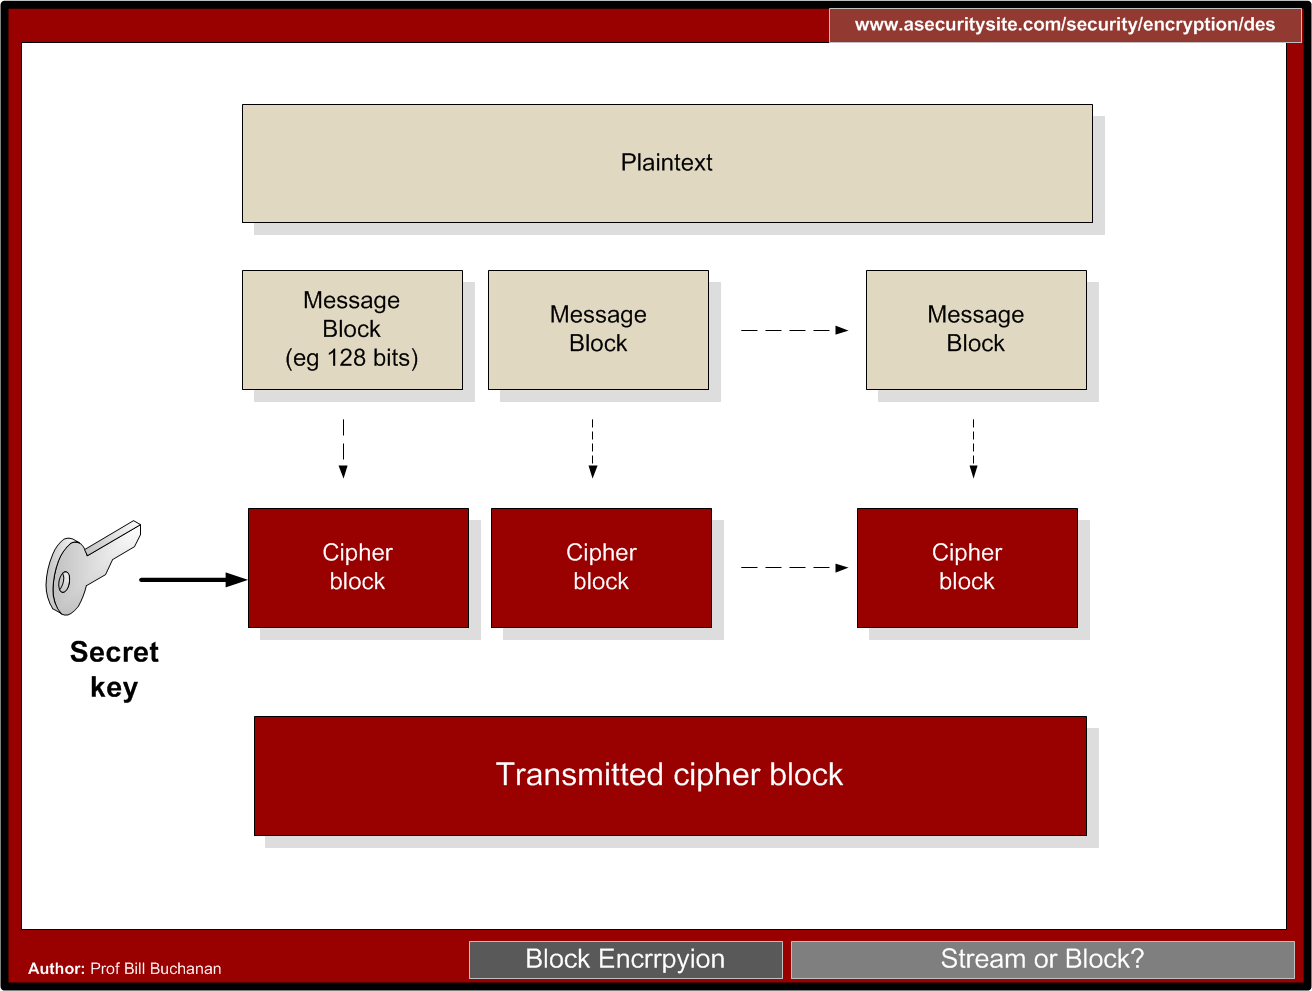 www.asecuritysite.com/security/encryption/des
Plaintext
Message
Block
(eg 128 bits)
Message
Block
Message
Block
Cipher
block
Cipher
block
Cipher
block
Secret
key
Transmitted cipher block
Author: Prof Bill Buchanan
Block Encrrpyion
Stream or Block?